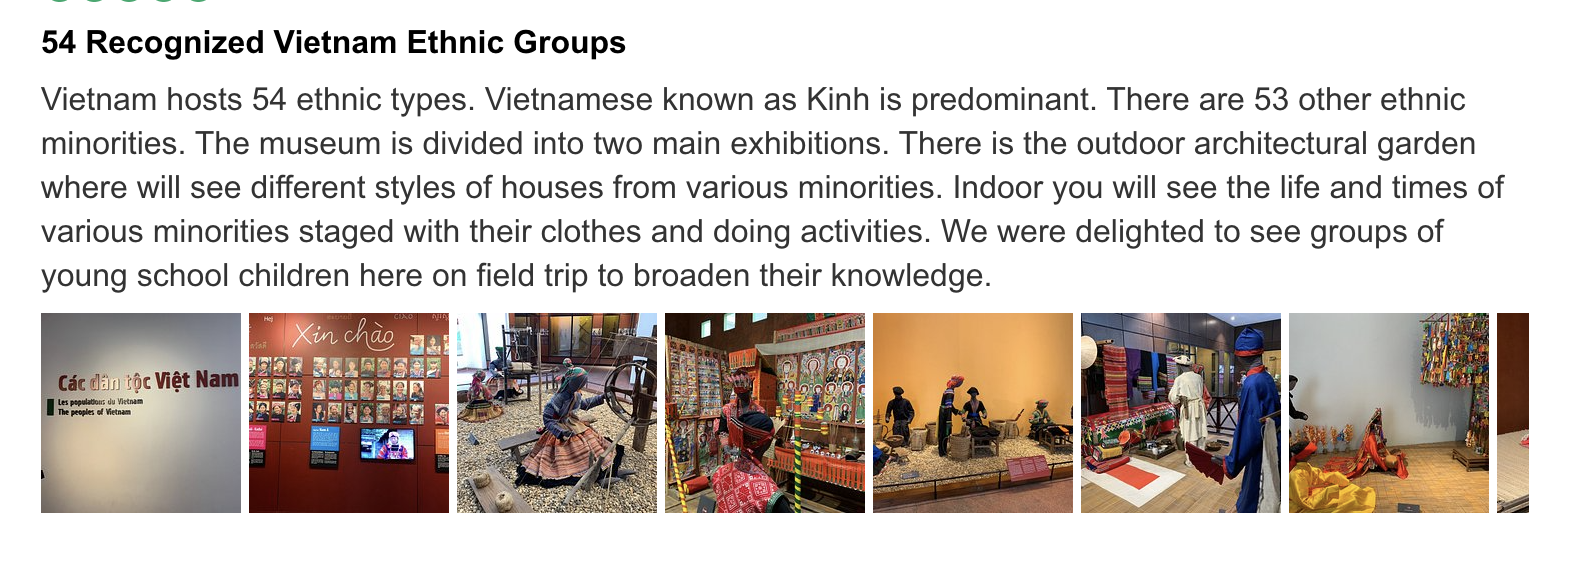 54 Recognized Vietnam Ethnic Groups
Vietnam hosts 54 ethnic types. Vietnamese known as Kinh is predominant. There are 53 other ethnic
minorities. The museum is divided into two main exhibitions. There is the outdoor architectural garden
where will see different styles of houses from various minorities. Indoor you will see the life and times of
various minorities staged with their clothes and doing activities. We were delighted to see groups of
young school children here on field trip to broaden their knowledge.
Các dân tộc Việt Nam
Les populations du Vietnam
The peoples of Vietnam
Hej
Xin chào